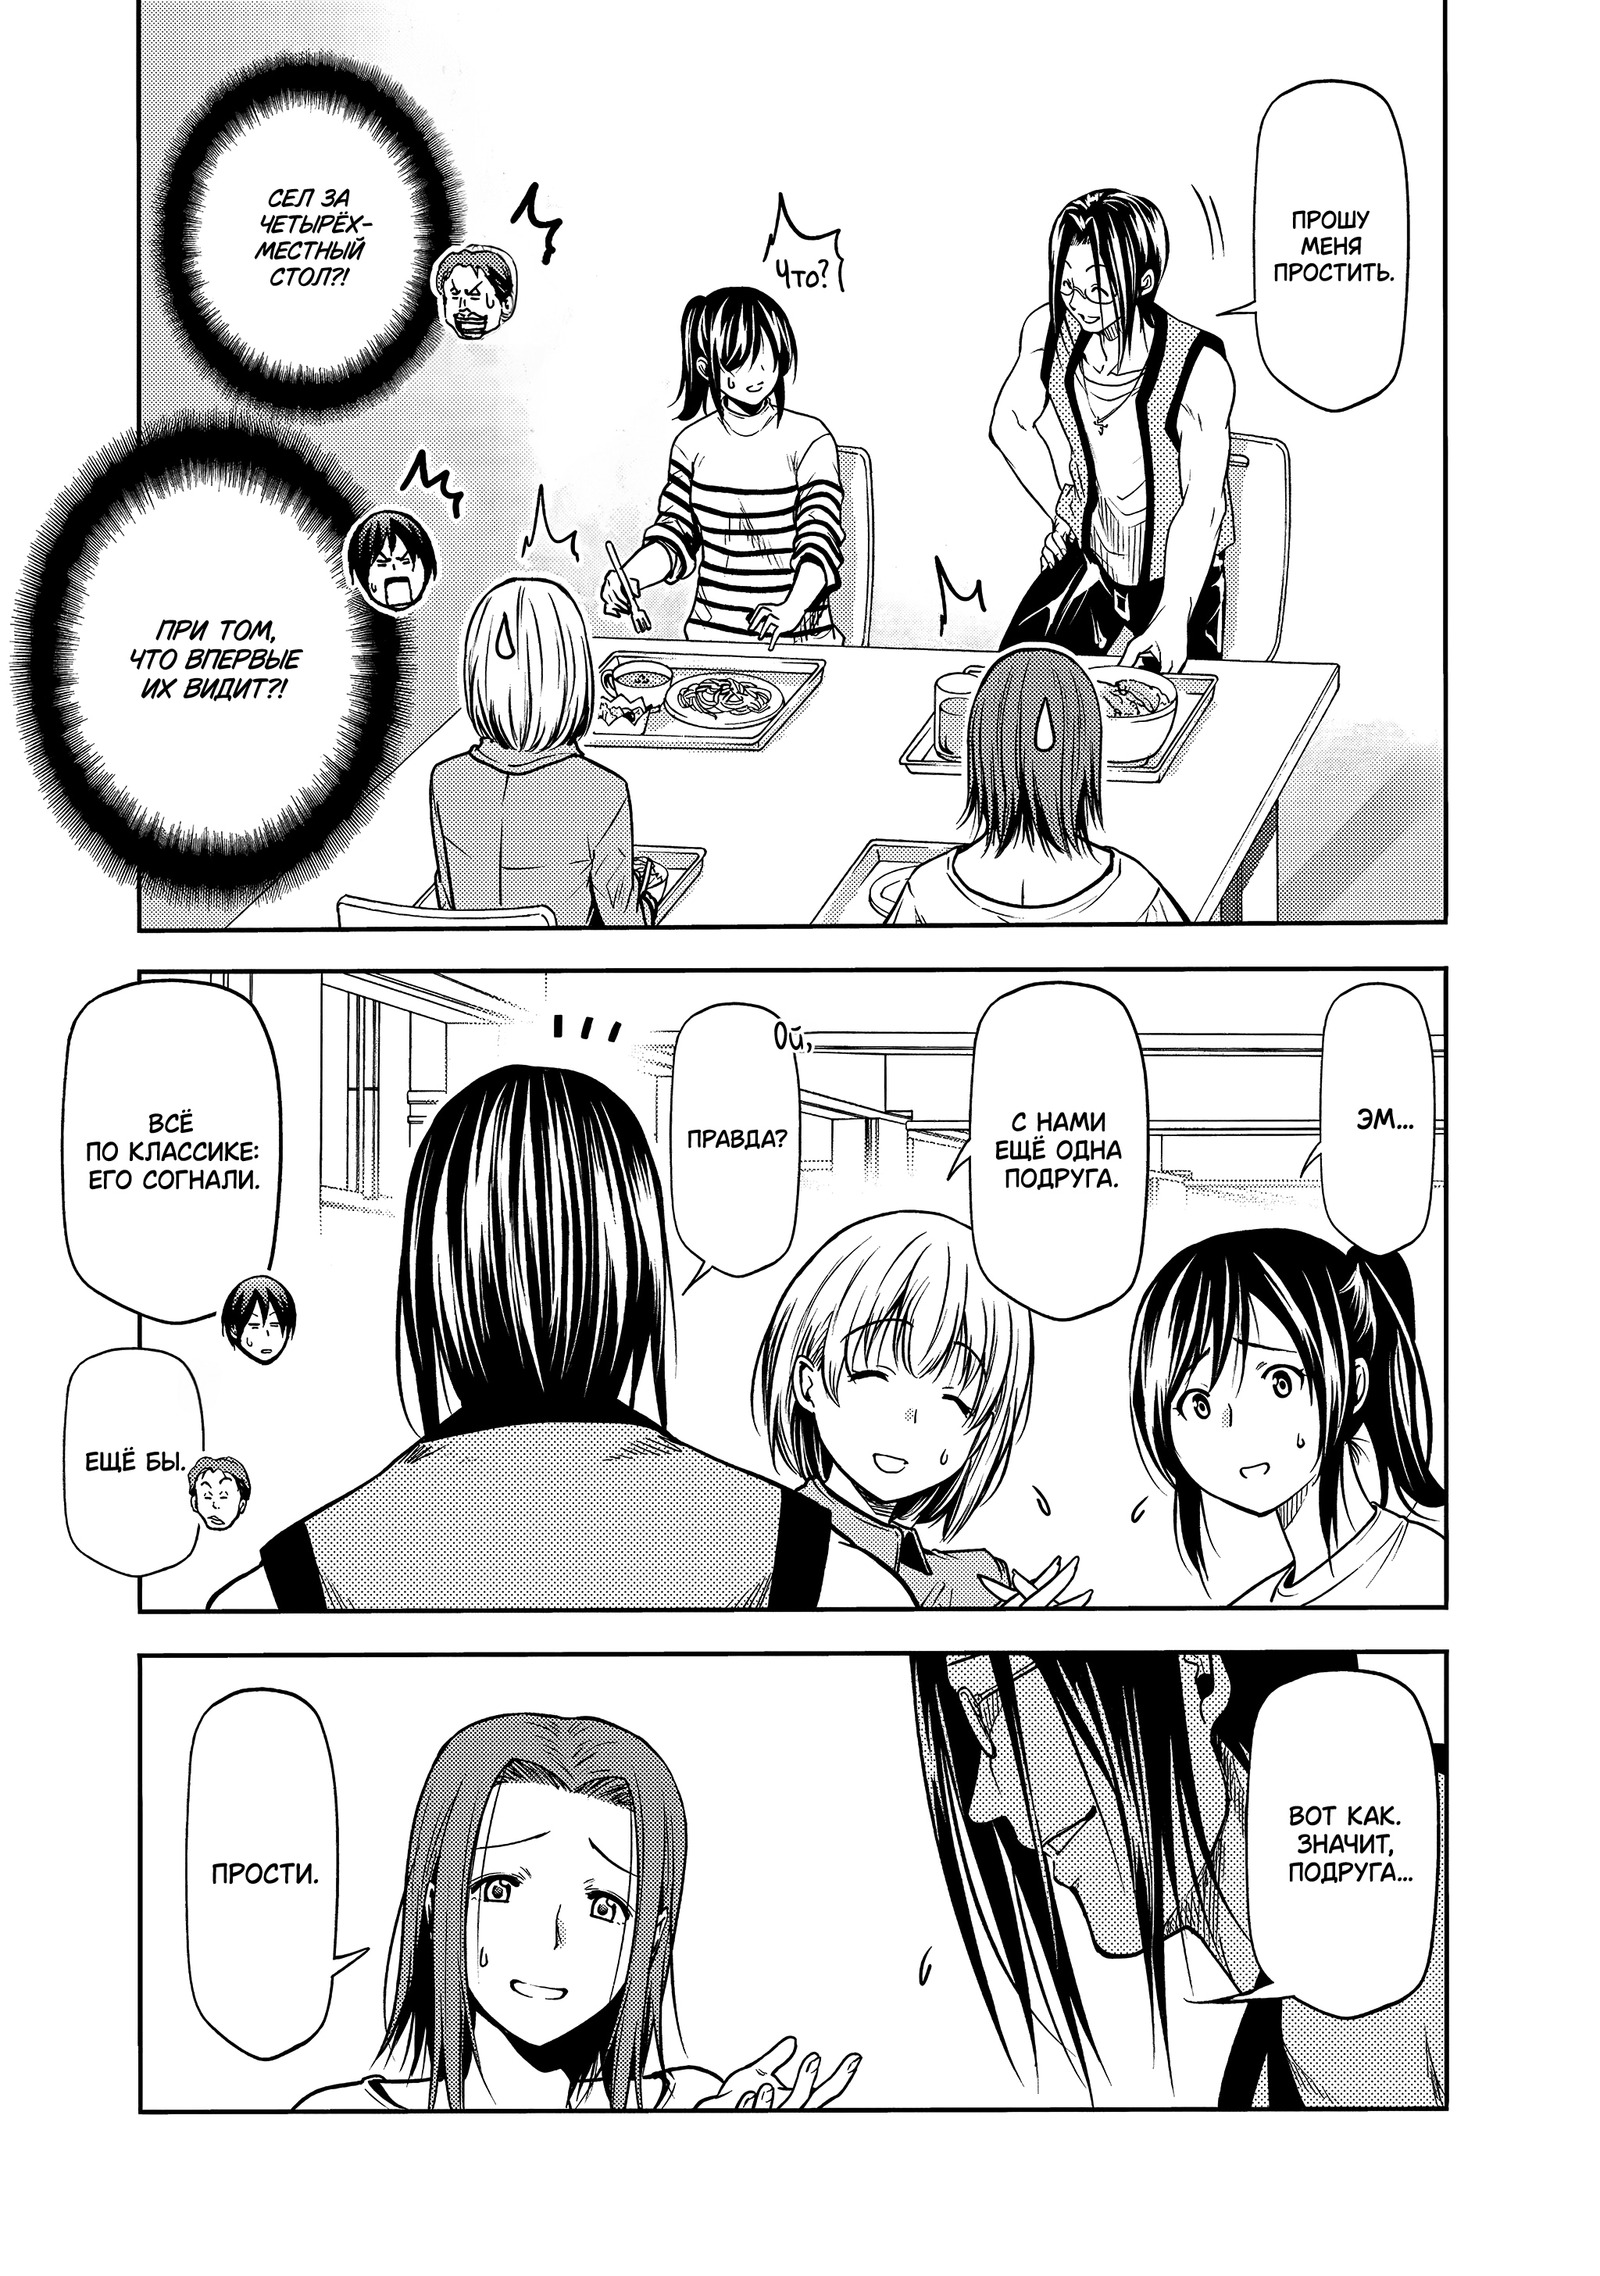 ПРОШУ
МЕНЯ
ПРОСТИТЬ.
Что?
СЕЛ ЗА
ЧЕТЫРЁХ-
МЕСТНЫЙ
СТОЛ?!
ПРИ ТОМ,
ЧТО ВПЕРВЫЕ
ИХ ВИДИТ?!
ЭМ...
С НАМИ
ЕЩЁ ОДНА
ПОДРУГА.
Ой,
ПРАВДА?
ВСЁ
ПО КЛАССИКЕ:
ЕГО СОГНАЛИ.
ЕЩЁ БЫ.
ВОТ КАК.
ЗНАЧИТ,
ПОДРУГА...
ПРОСТИ.